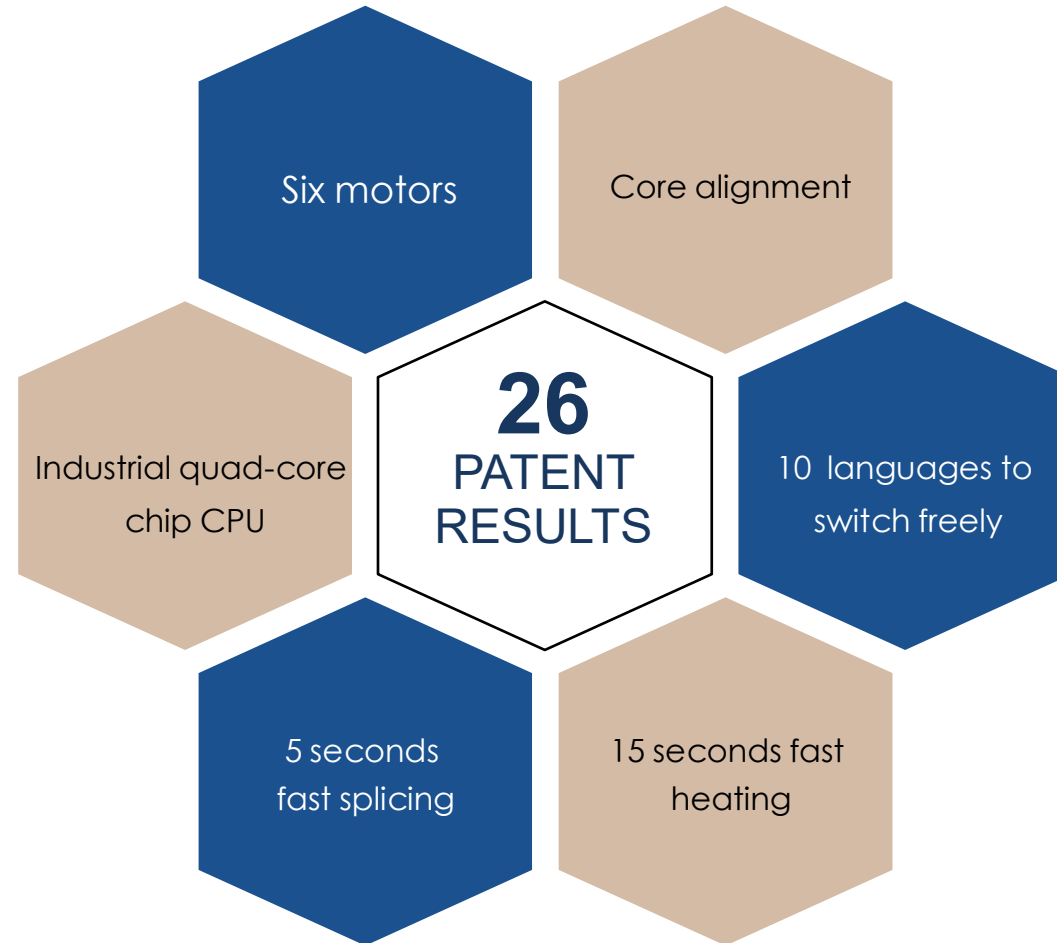 Six motors
Core alignment
Industrial quad-core
chip CPU
26
PATENT
RESULTS
10 languages to
switch freely
5 seconds
fast splicing
15 seconds fast
heating